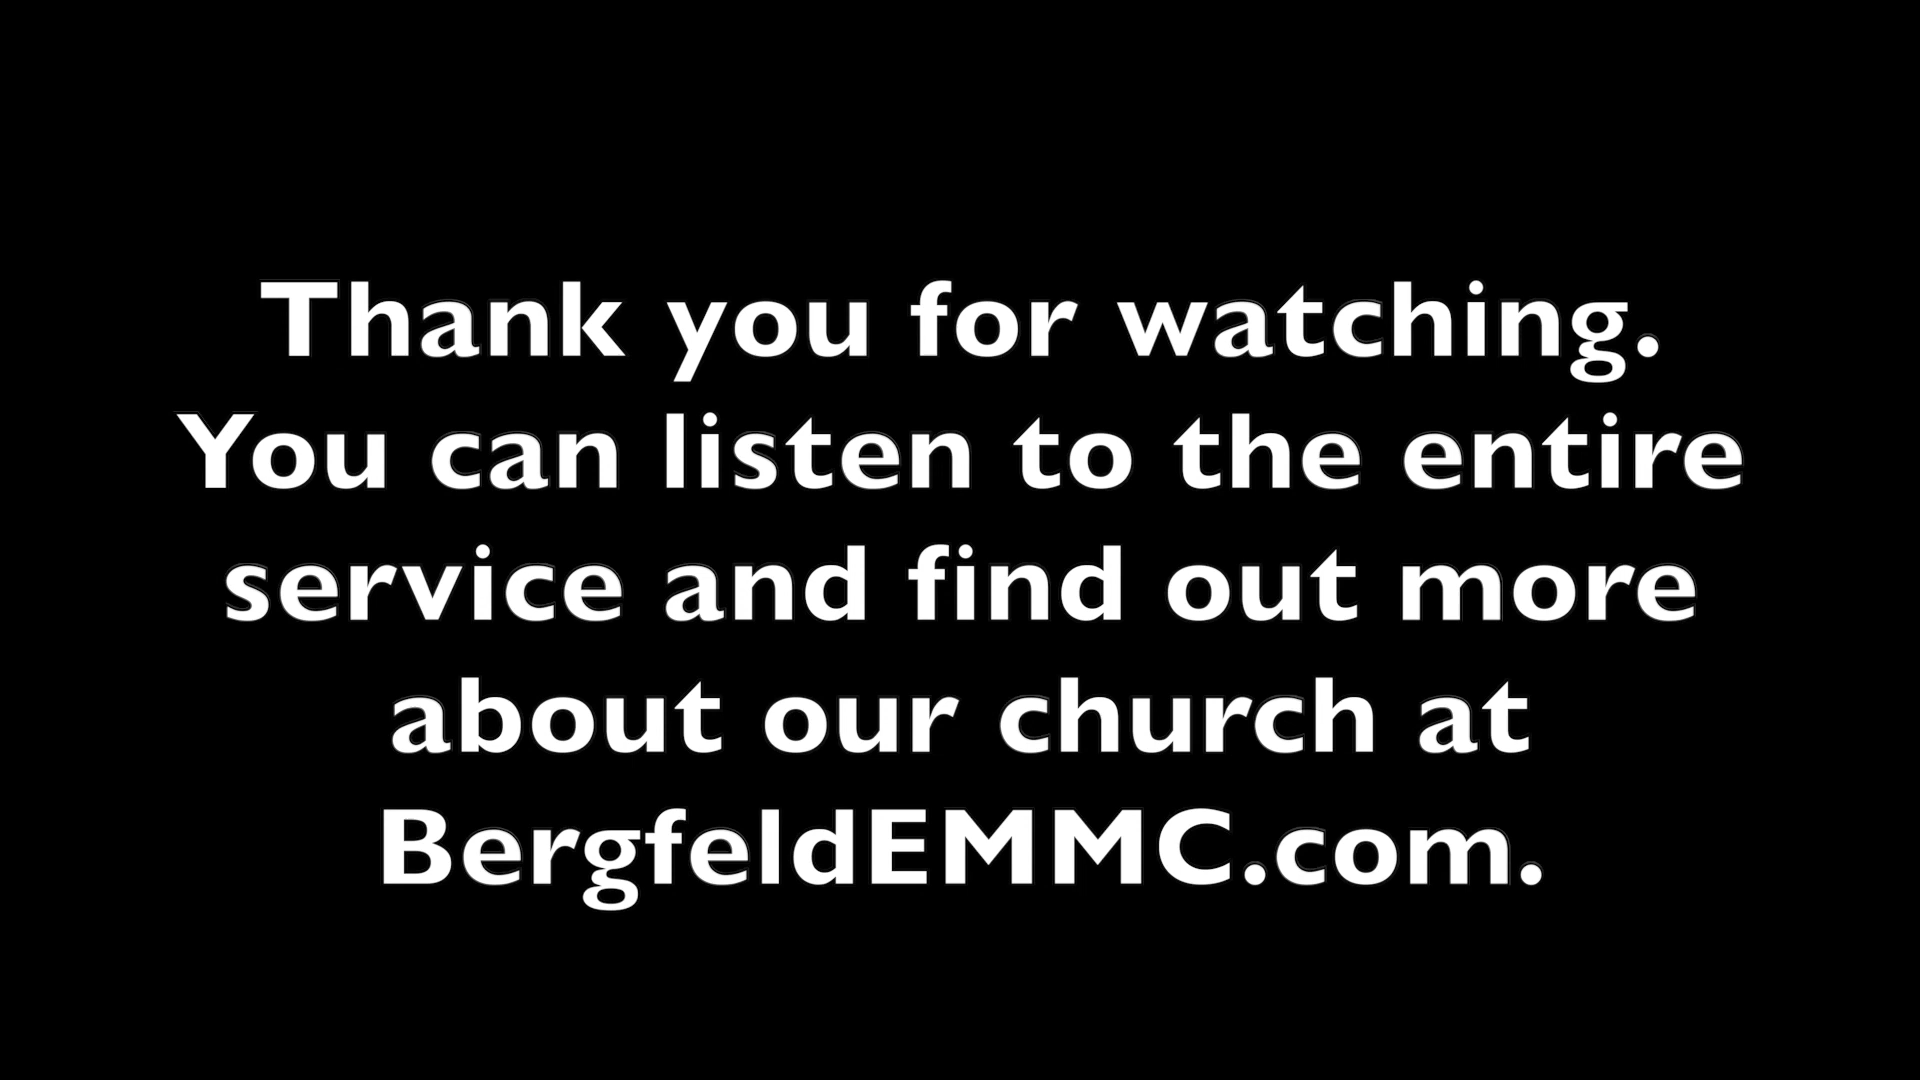 Thank you for watching.
You can listen to the entire
service and find out more
about our church at
BergfeldEMMC.com.